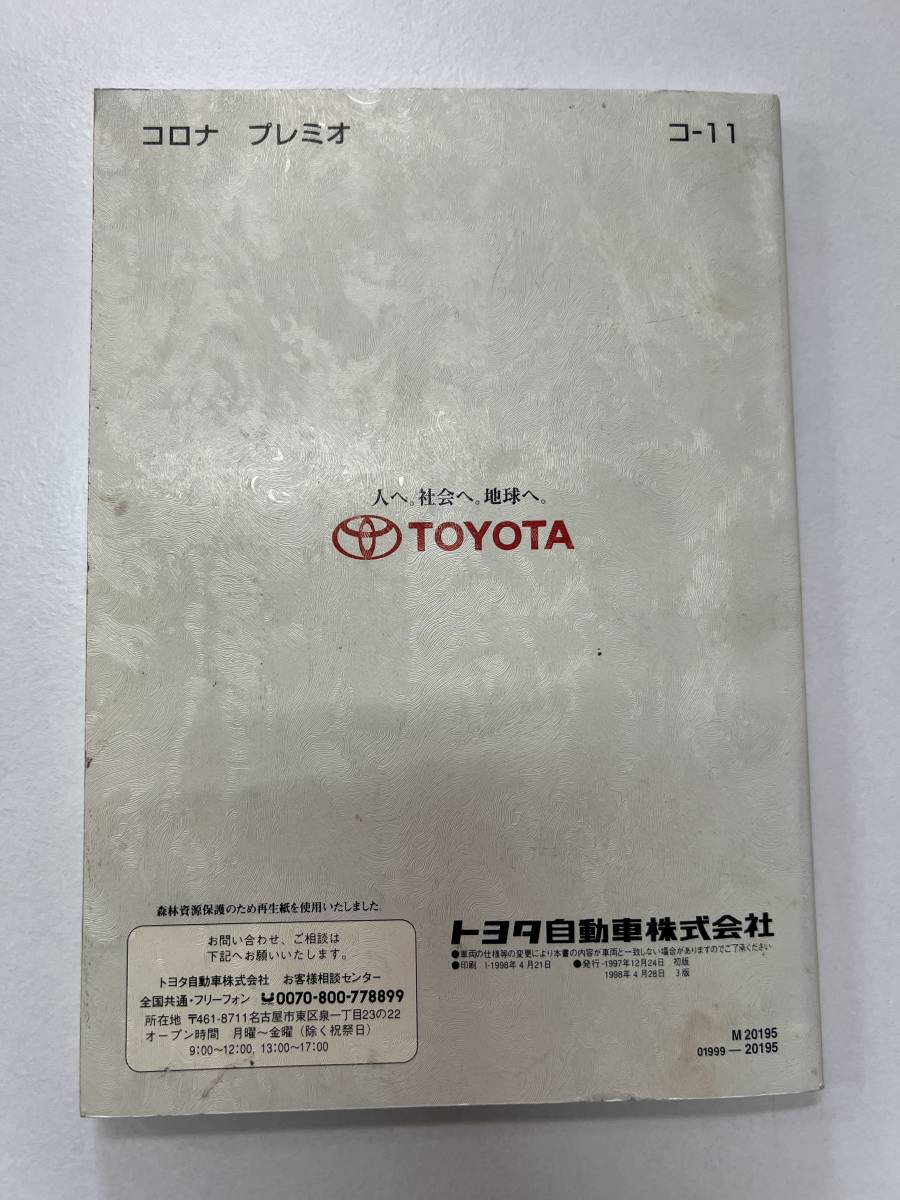 コロナ　プレミオ
コ-11
人へ。社会へ。地球へ。
TOYOTA
森林資源保護のため再生紙を使用いたしました
お問い合わせ、ご相談は
下記へお願いいたします。
トヨタ自動車株式会社　お客様相談センター
全国共通・フリーフォン 0070-800-778899
所在地 〒461-8711名古屋市東区泉一丁目23の22
オープン時間　月曜〜金曜（除く祝祭日）
9:00〜12:00, 13:00〜17:00
トヨタ自動車株式会社
●車両の仕様等の変更により本書の内容が車両と一致しない場合がありますのでご了承ください
●印刷 I-1998年4月21日　●発行-1997年12月24日　初版
1998年4月28日　3版
M 20195
01999—20195